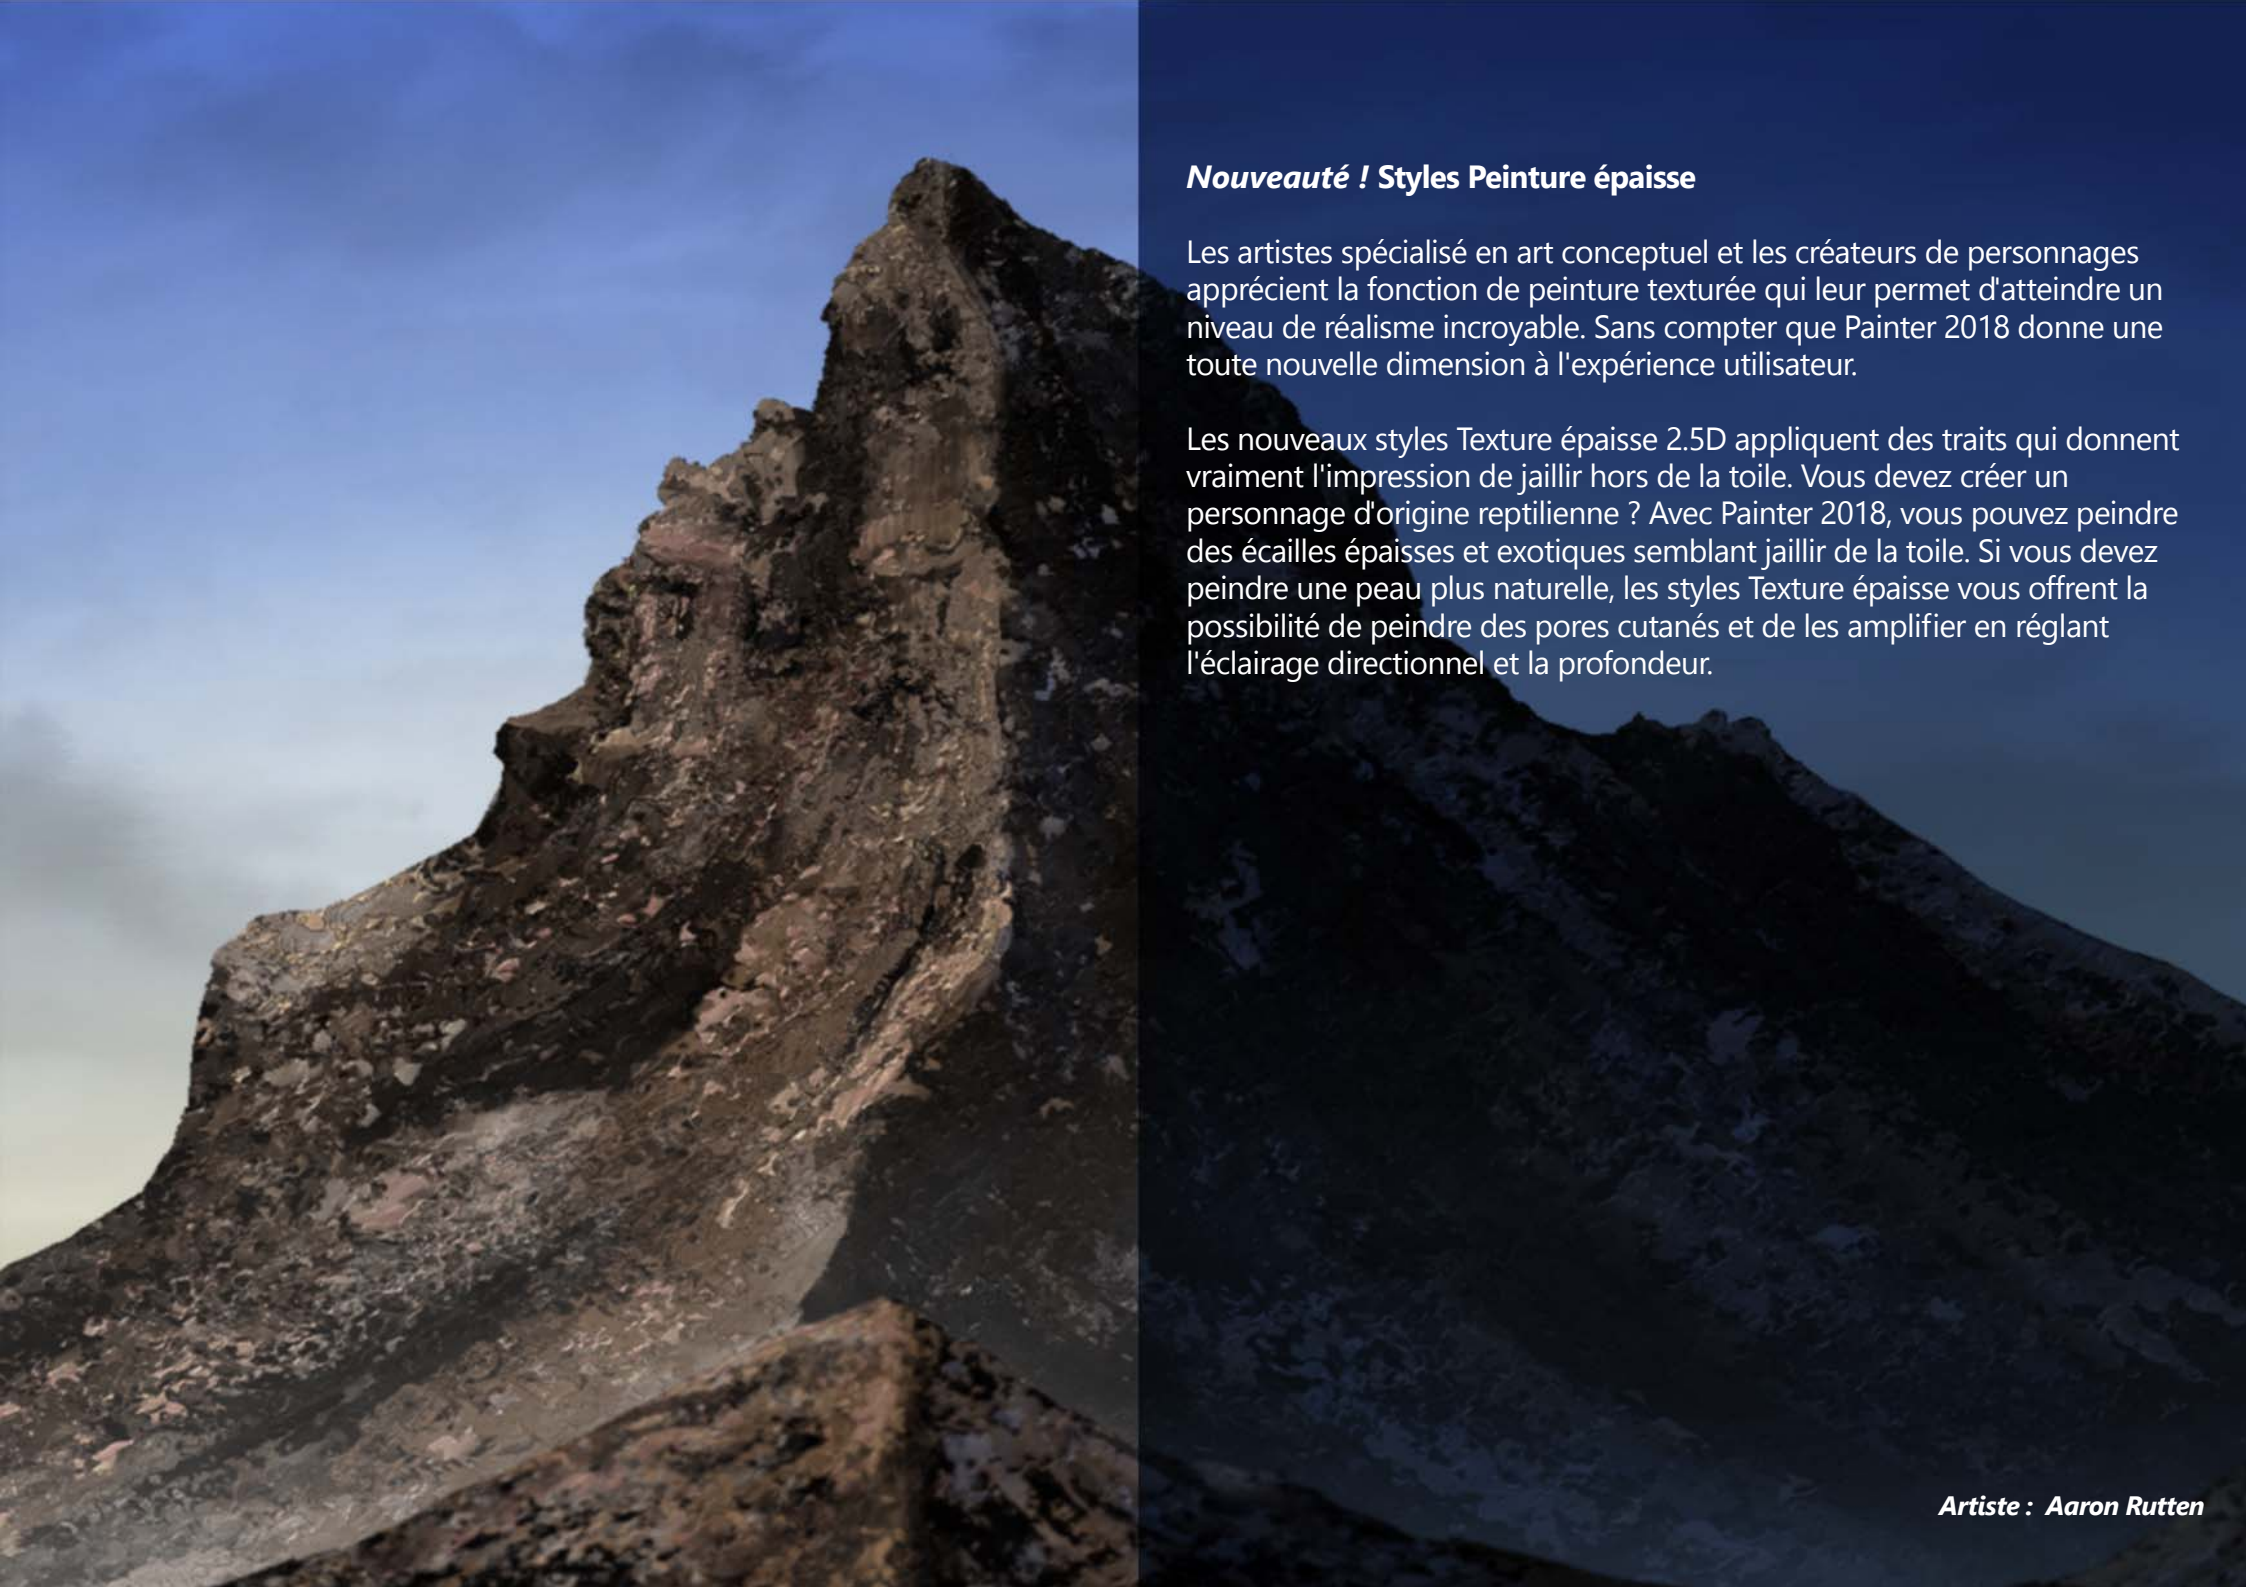 Nouveauté ! Styles Peinture épaisse
Les artistes spécialisé en art conceptuel et les créateurs de personnages
apprécient la fonction de peinture texturée qui leur permet d'atteindre un
niveau de réalisme incroyable. Sans compter que Painter 2018 donne une
toute nouvelle dimension à l'expérience utilisateur.
Les nouveaux styles Texture épaisse 2.5D appliquent des traits qui donnent
vraiment l'impression de jaillir hors de la toile. Vous devez créer un
personnage d'origine reptilienne ? Avec Painter 2018, vous pouvez peindre
des écailles épaisses et exotiques semblant jaillir de la toile. Si vous devez
peindre une peau plus naturelle, les styles Texture épaisse vous offrent la
possibilité de peindre des pores cutanés et de les amplifier en réglant
l'éclairage directionnel et la profondeur.
Artiste : Aaron Rutten